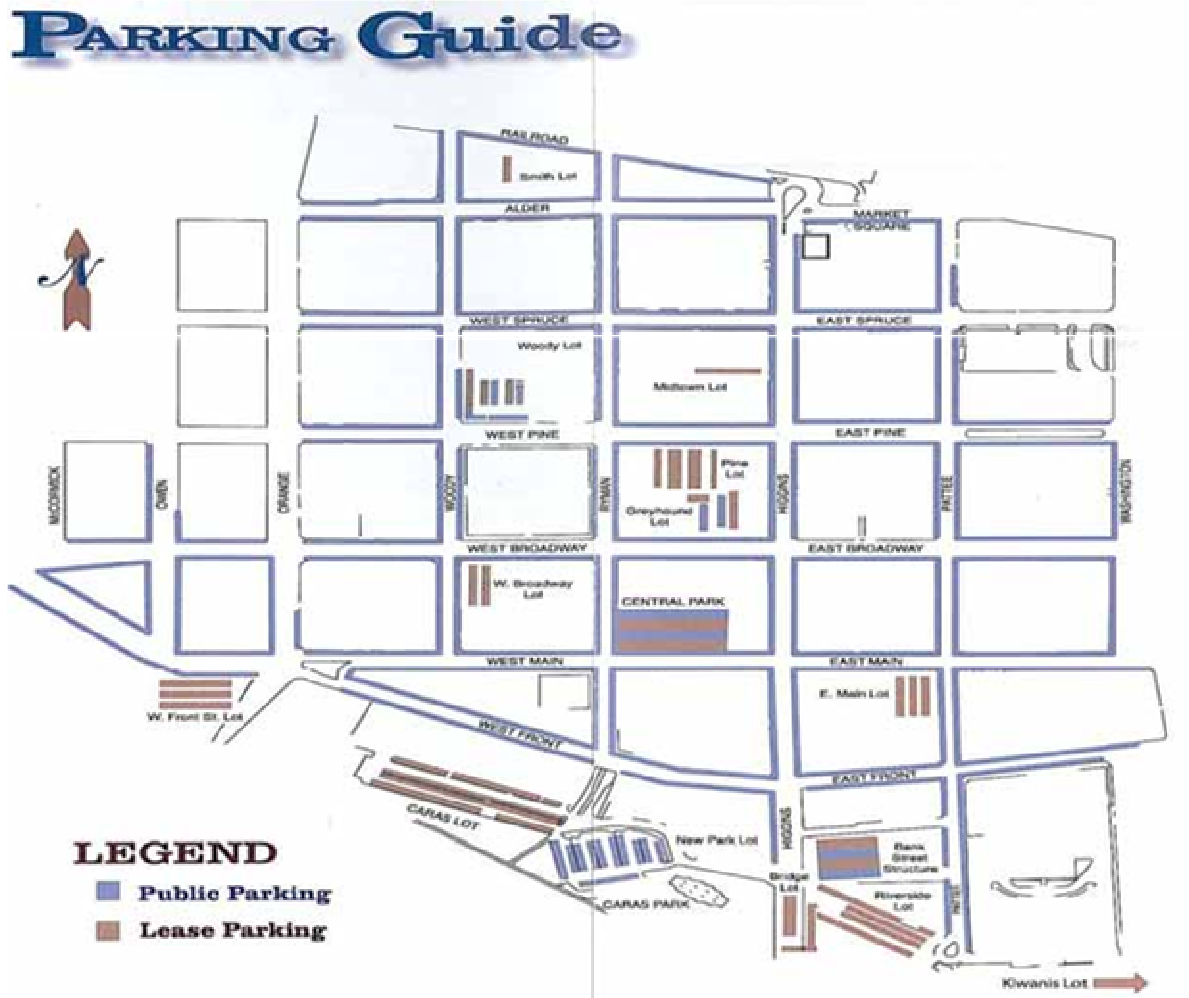 PARKING GUIDE
RAILROAD
Smith Lot
ALDER
MARKET
SQUARE
N
WEST SPRUCE
EAST SPRUCE
Woody Lot
Midtown Lot
WEST PINE
EAST PINE
McCORMICK
OWEN
ORANGE
WOODY
RYMAN
Pine
Lot
HIGGINS
PATTEE
WASHINGTON
Greyhound
Lot
WEST BROADWAY
EAST BROADWAY
W. Broadway
Lot
CENTRAL PARK
WEST MAIN
EAST MAIN
E. Main Lot
W. Front St. Lot
WEST FRONT
EAST FRONT
CARAS LOT
New Park Lot
HIGGINS
Bank
Street
Structure
Bridge
Lot
Riverside
Lot
PATTEE
CARAS PARK
LEGEND
Public Parking
Lease Parking
Kiwanis Lot